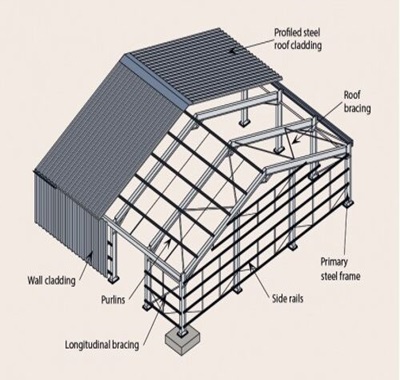 Profiled steel
roof cladding
Roof
bracing
Primary
steel frame
Wall cladding
Purlins
Side rails
Longitudinal bracing